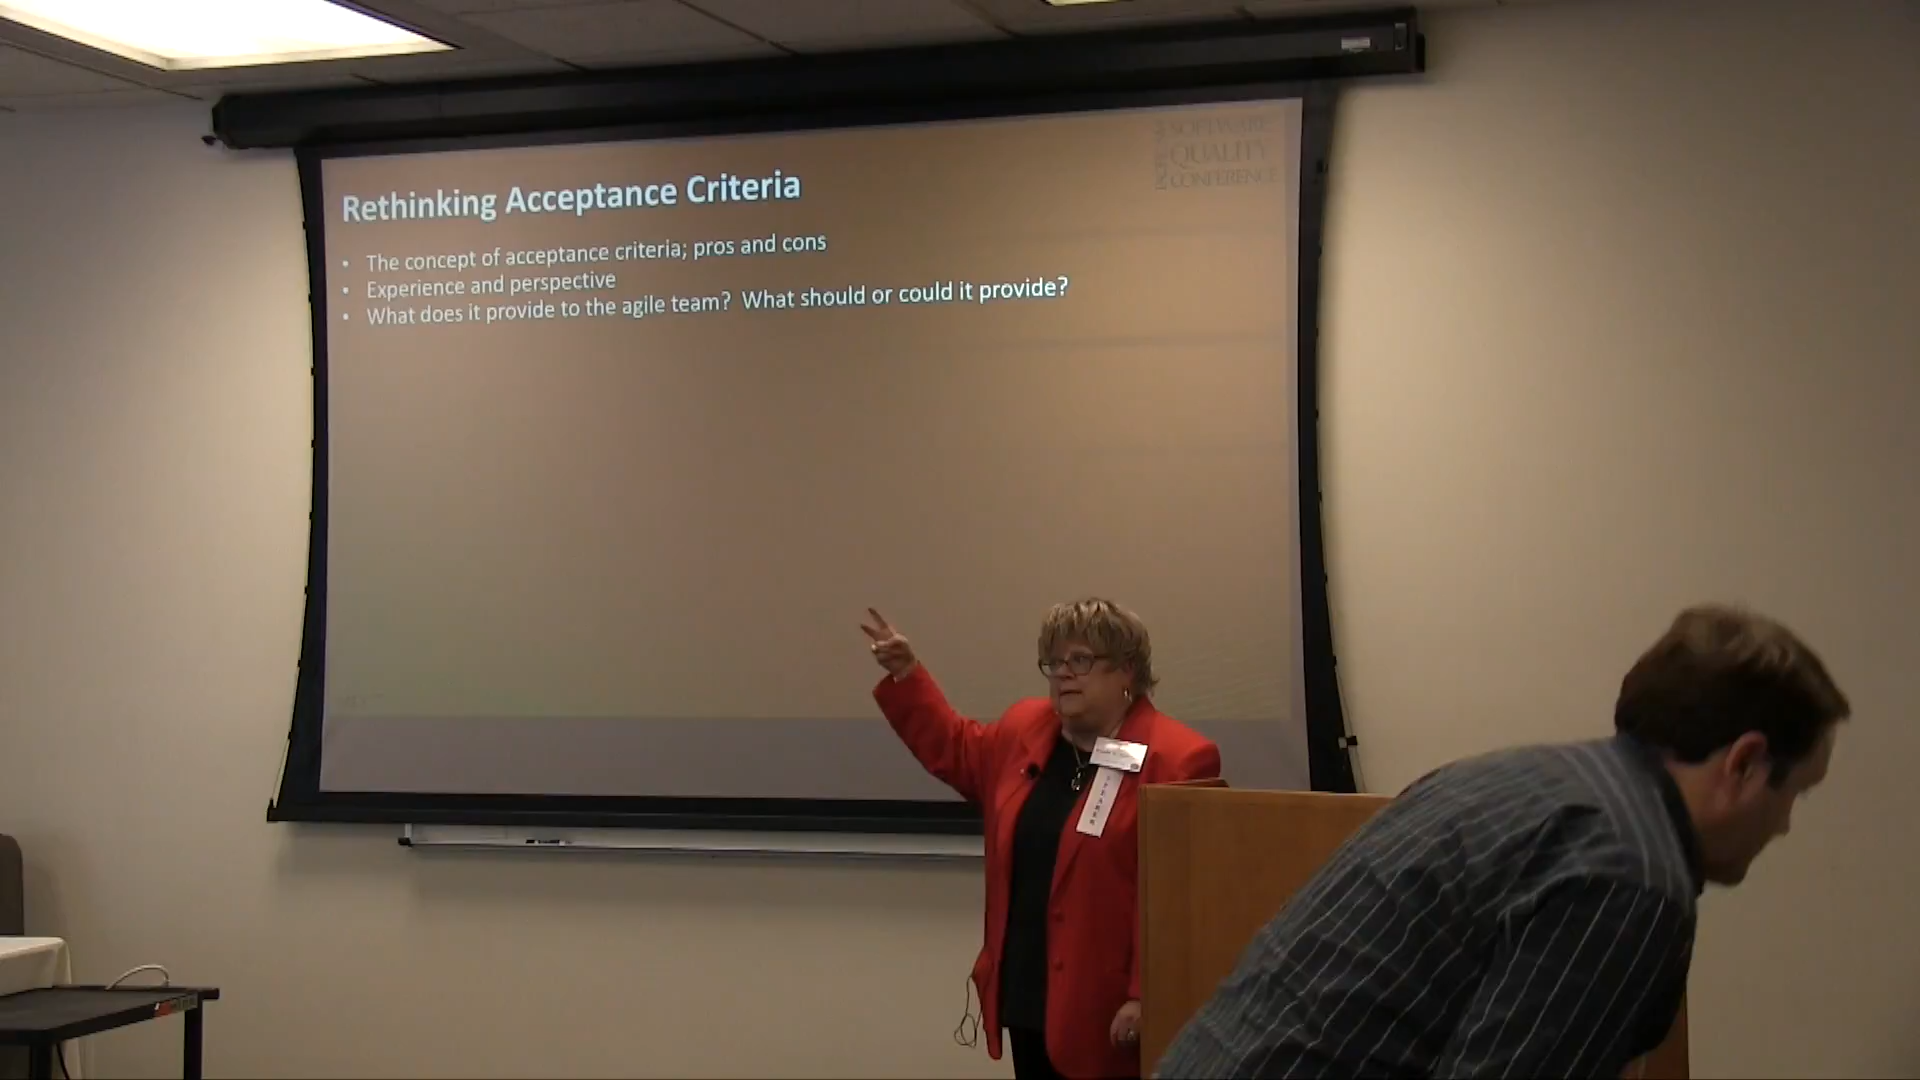 SOFTWARE
QUALITY
CONFERENCE
Rethinking Acceptance Criteria
• The concept of acceptance criteria; pros and cons
• Experience and perspective
• What does it provide to the agile team? What should or could it provide?
SPEAKER